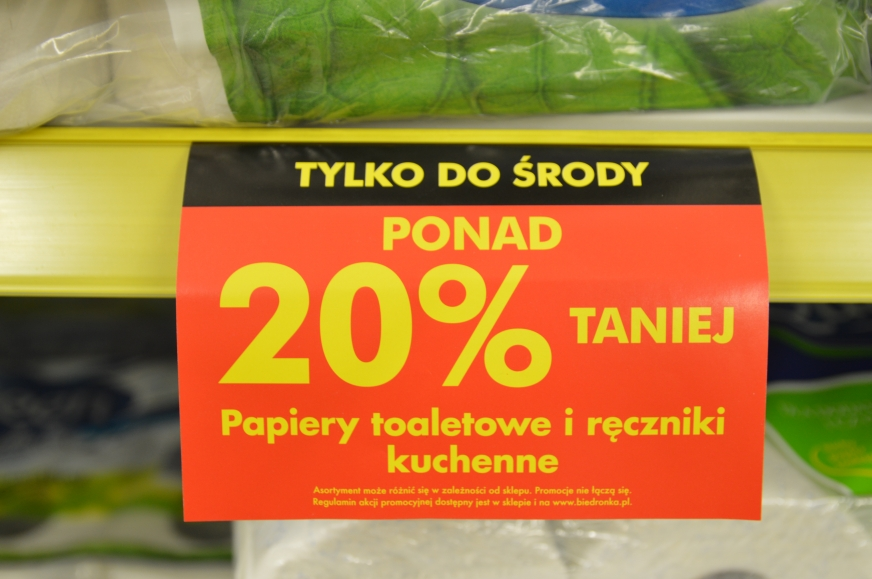 TYLKO DO ŚRODY
PONAD
20% TANIEJ
Papiery toaletowe i ręczniki
kuchenne
Asortyment może różnić się w zależności od sklepu. Promocje nie łączą się.
Regulamin akcji promocyjnej dostępny jest w sklepie i na www.biedronka.pl.